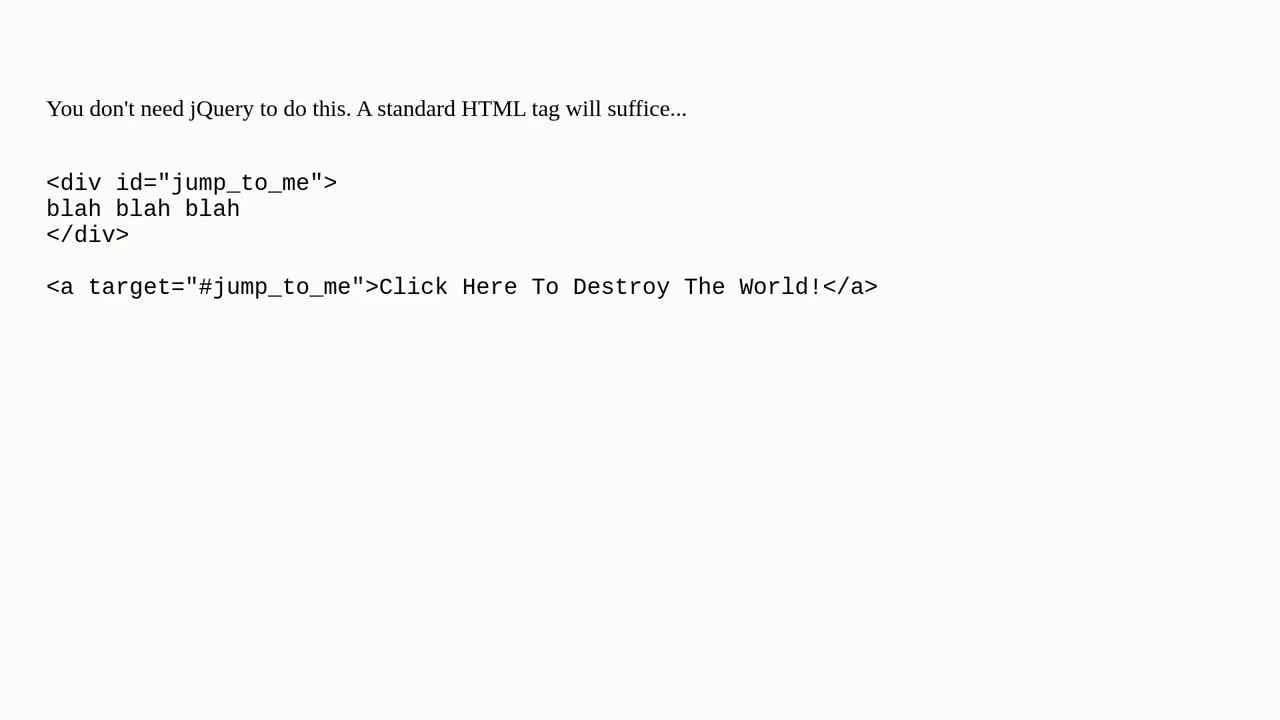 You don't need jQuery to do this. A standard HTML tag will suffice...
<div id="jump_to_me">
blah blah blah
</div>
<a target="#jump_to_me">Click Here To Destroy The World!</a>